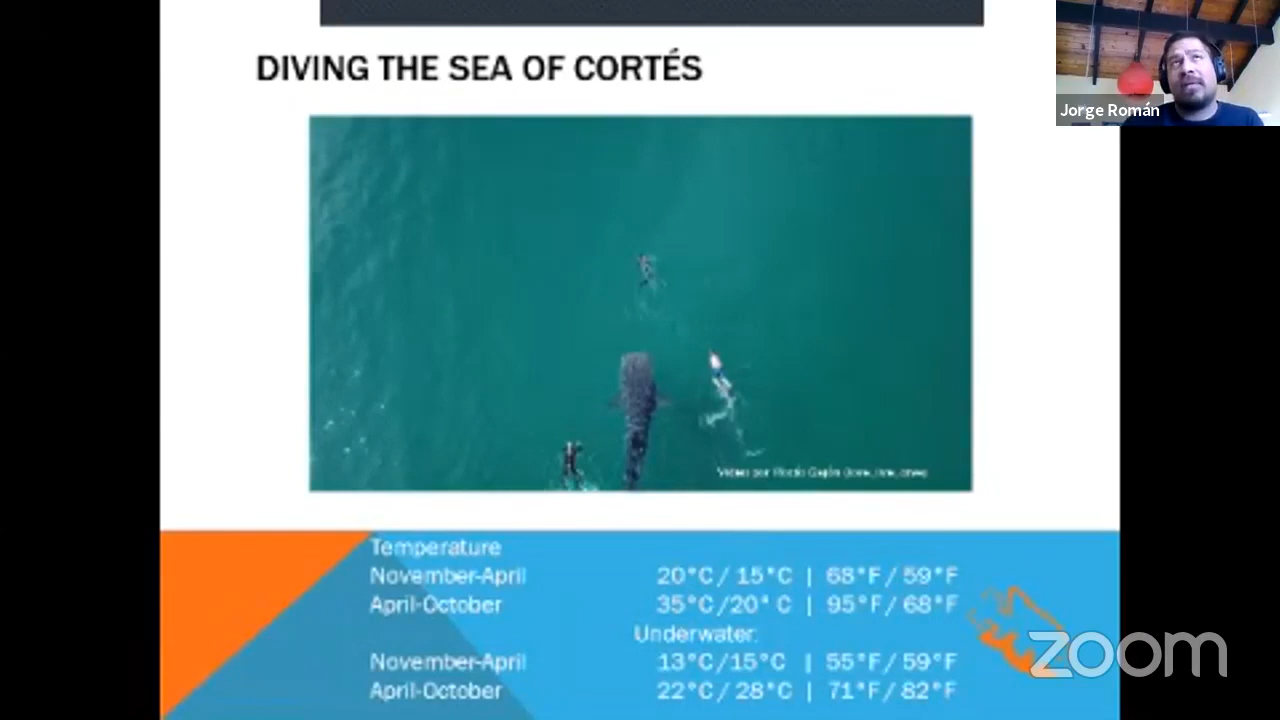 DIVING THE SEA OF CORTÉS
Jorge Román
Temperature
November-April 20°C / 15°C | 68°F / 59°F
April-October 35°C /20° C | 95°F / 68°F
Underwater:
November-April 13°C /15°C | 55°F / 59°F
April-October 22°C / 28°C | 71°F / 82°F
zoom